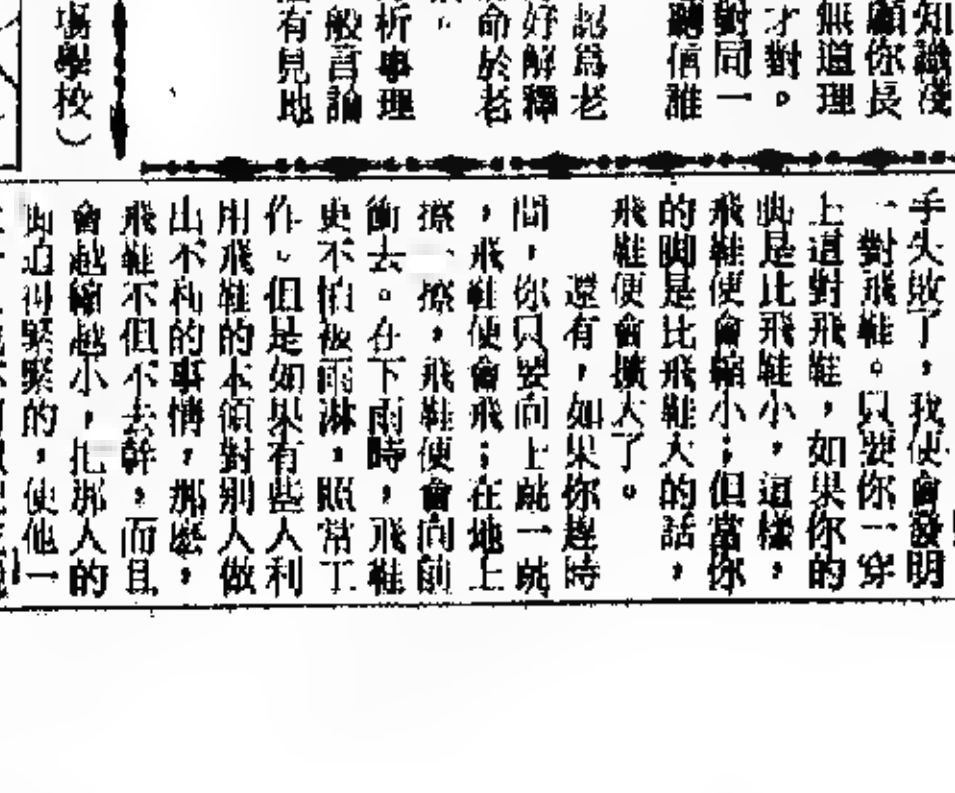 知識淺
顧你長
無道理
才對。
對同一
聽信誰
記爲老
好解釋
命於老
。
析事理
般言論
有見地
場學校）
手失敗了，我便會發明
一對飛鞋。只要你一穿
上這對飛鞋，如果你的
脚是比飛鞋小，這樣，
飛鞋便會縮小；但當你
的脚是比飛鞋大的話，
飛鞋便會擴大了。
還有，如果你趕時
間，你只要向上跳一跳
，飛鞋便會飛；在地上
擦一擦，飛鞋便會向前
衝去。在下雨時，飛鞋
更不怕被雨淋，照常工
作。但是如果有些人利
用飛鞋的本領對別人做
出不利的事情，那麼，
飛鞋不但不去幹，而且
會越縮越小，把那人的
脚追得緊緊的，使他一